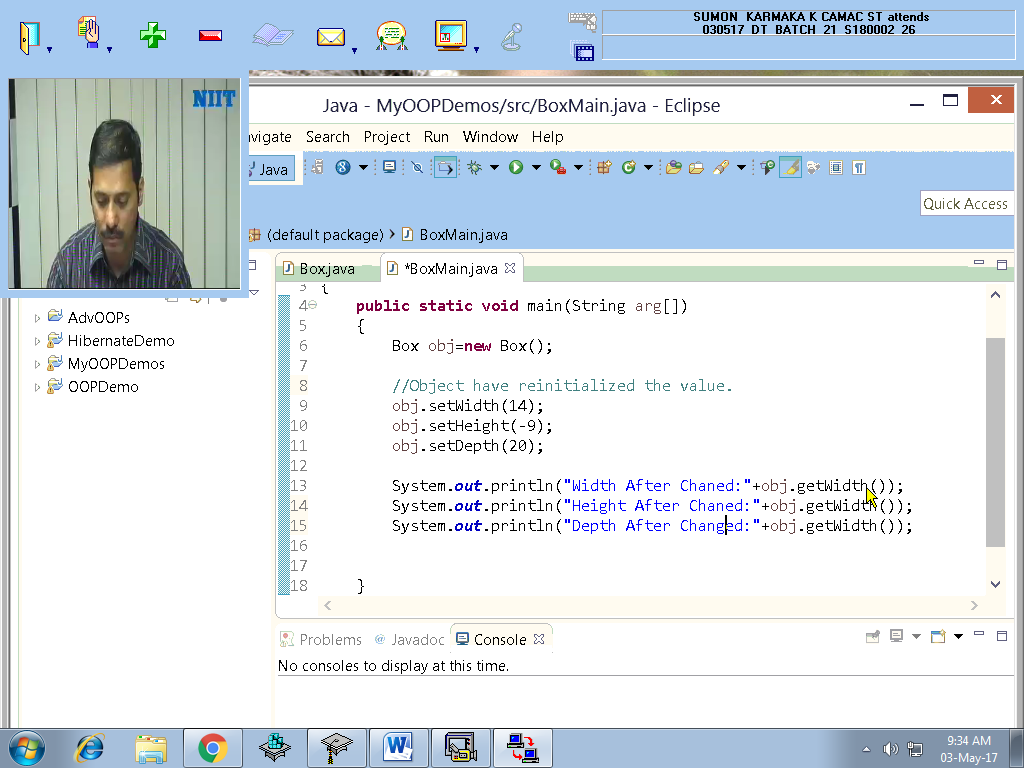 SUMON KARMAKA K CAMAC ST attends
030517 DT BATCH 21 S180002 26
NIIT
Java - MyOOPDemos/src/BoxMain.java - Eclipse
avigate Search Project Run Window Help
Java
Quick Access
(default package) > BoxMain.java
Box.java *BoxMain.java
AdvOOPs
HibernateDemo
MyOOPDemos
OOPDemo
3 {
4 public static void main(String arg[])
5 {
6 Box obj=new Box();
7
8 //Object have reinitialized the value.
9 obj.setWidth(14);
10 obj.setHeight(-9);
11 obj.setDepth(20);
12
13 System.out.println("Width After Chaned:"+obj.getWidth());
14 System.out.println("Height After Chaned:"+obj.getWidth());
15 System.out.println("Depth After Changed:"+obj.getWidth());
16
17
18 }
Problems @ Javadoc Console
No consoles to display at this time.
9:34 AM
03-May-17